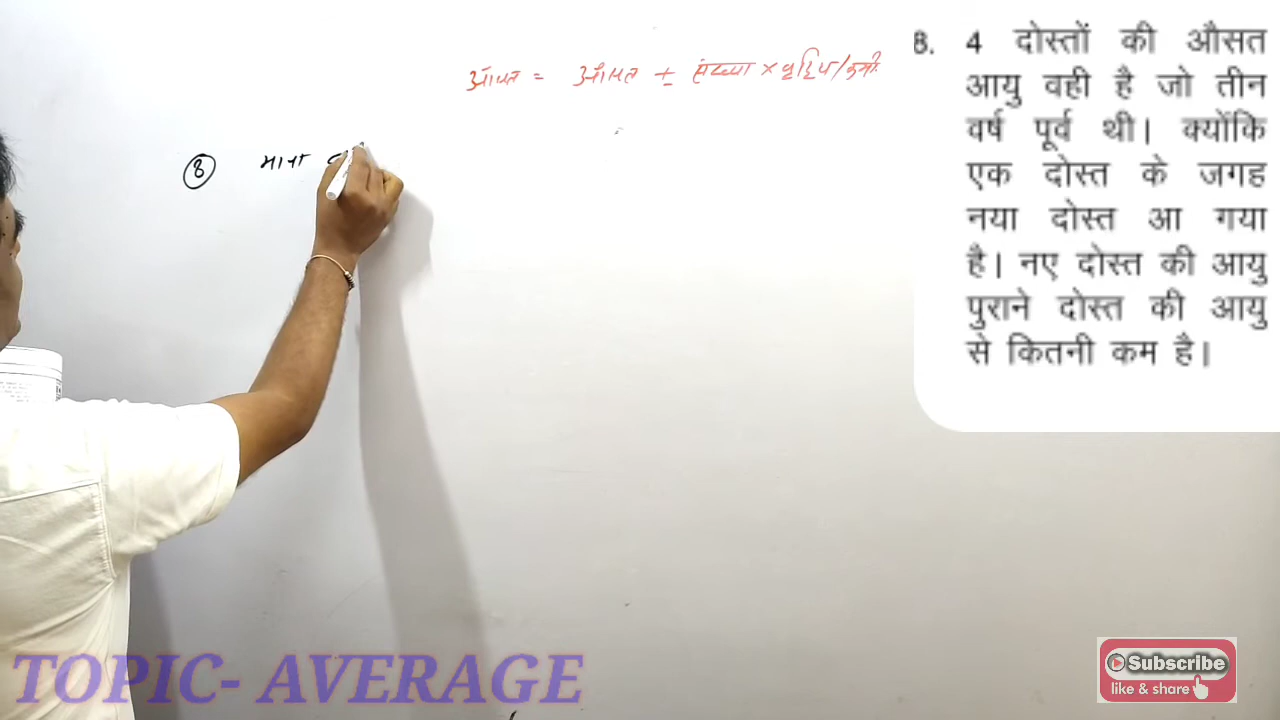 औसत = औसत ± संख्या × वृद्धि/कमी
⑧ माना
8. 4 दोस्तों की औसत
आयु वही है जो तीन
वर्ष पूर्व थी। क्योंकि
एक दोस्त के जगह
नया दोस्त आ गया
है। नए दोस्त की आयु
पुराने दोस्त की आयु
से कितनी कम है।
TOPIC- AVERAGE
Subscribe
like & share